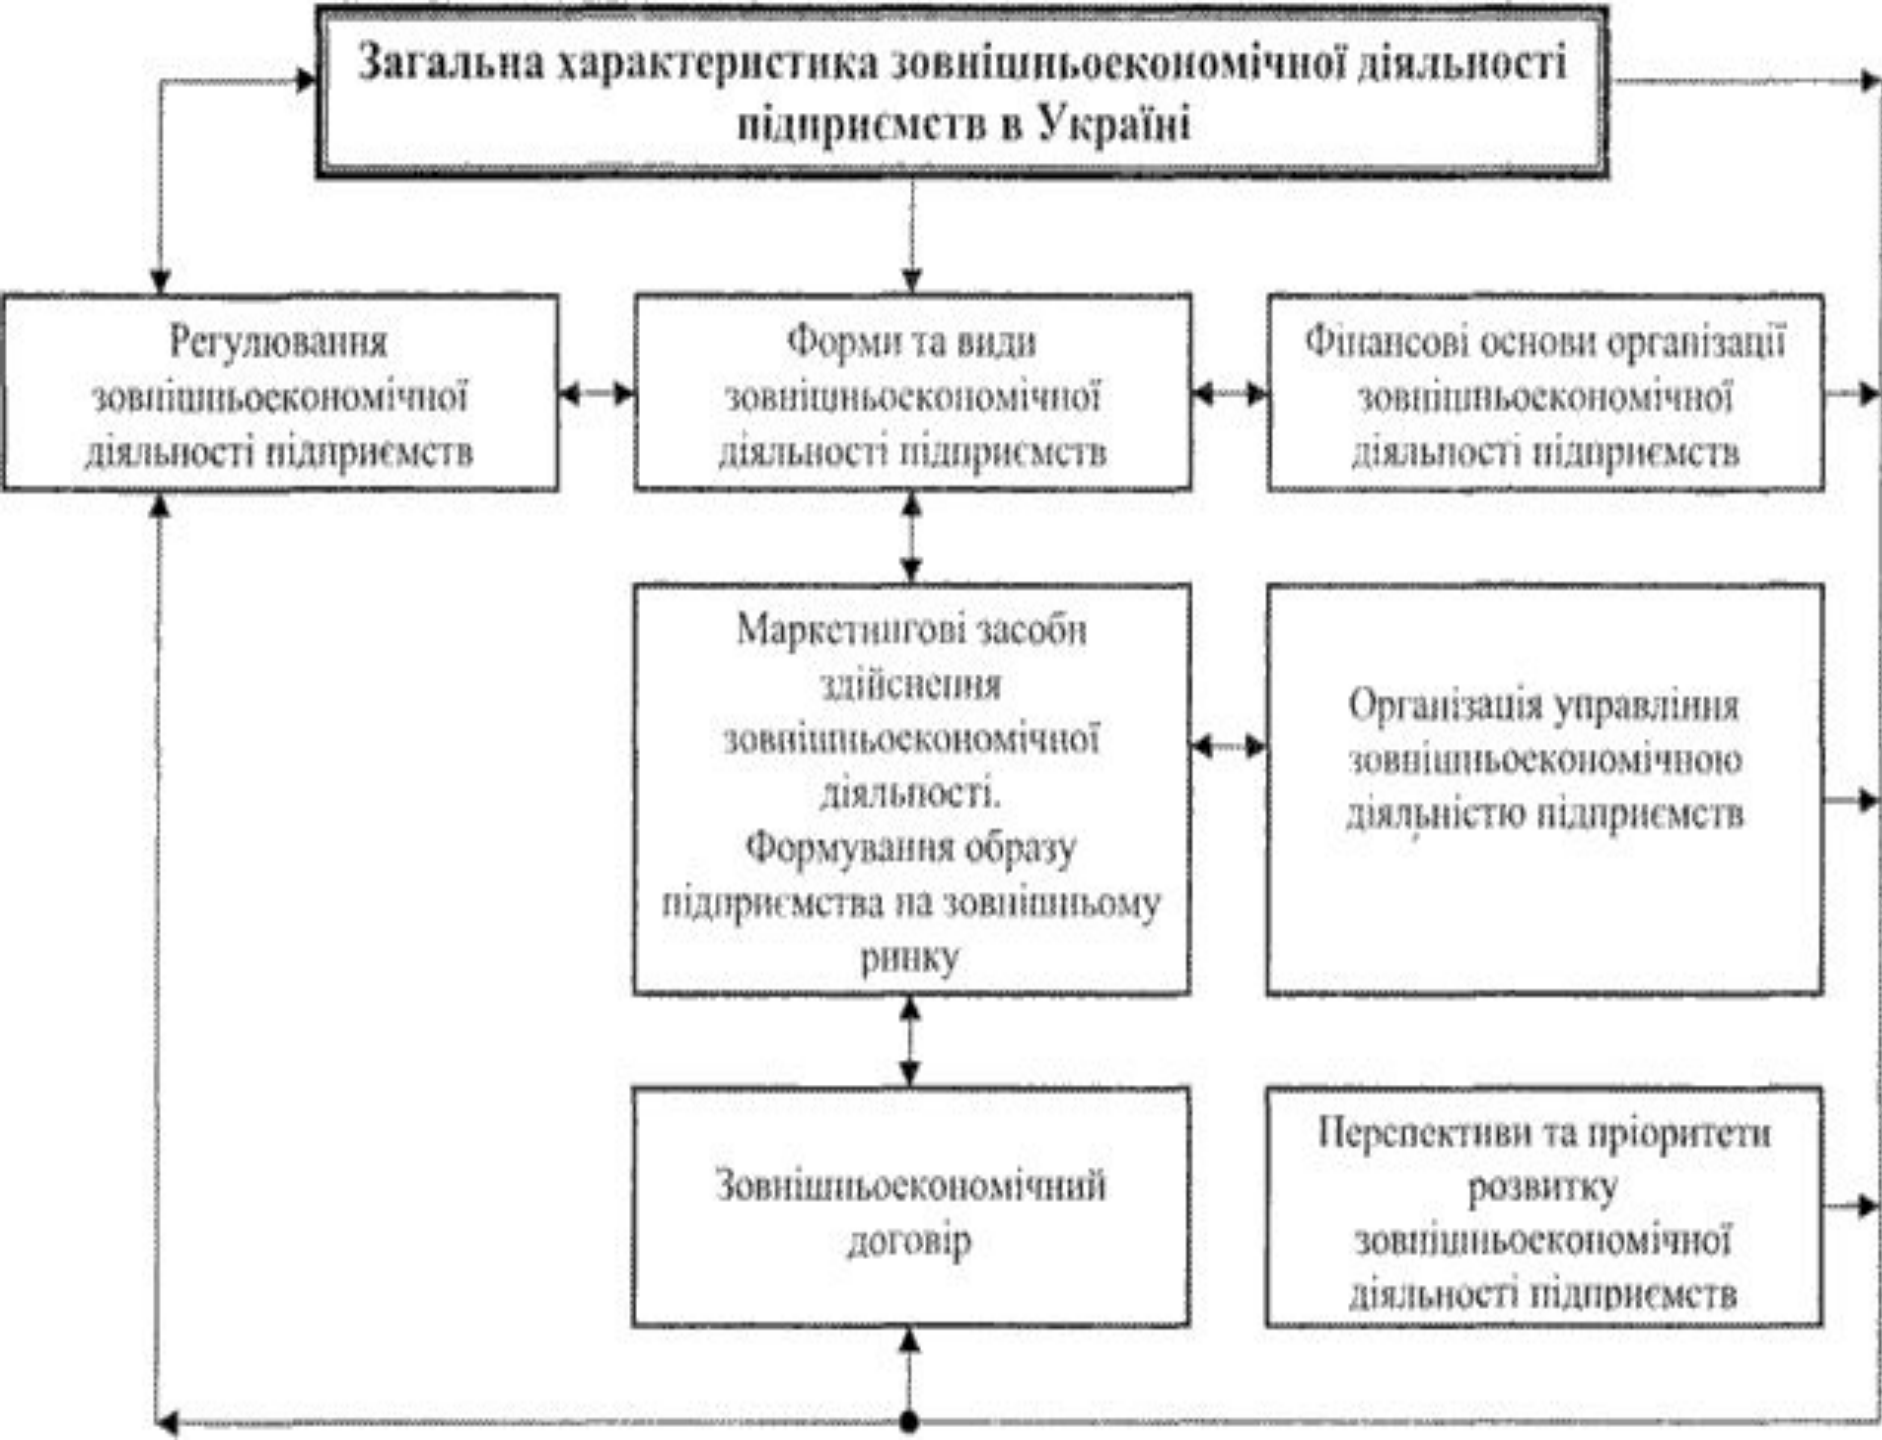 Загальна характеристика зовнішньоекономічної діяльності
підприємств в Україні
Регулювання
зовнішньоекономічної
діяльності підприємств
Форми та види
зовнішньоекономічної
діяльності підприємств
Фінансові основи організації
зовнішньоекономічної
діяльності підприємств
Маркетингові засоби
здійснення
зовнішньоекономічної
діяльності.
Формування образу
підприємства на зовнішньому
ринку
Організація управління
зовнішньоекономічною
діяльністю підприємств
Зовнішньоекономічний
договір
Перспективи та пріоритети
розвитку
зовнішньоекономічної
діяльності підприємств